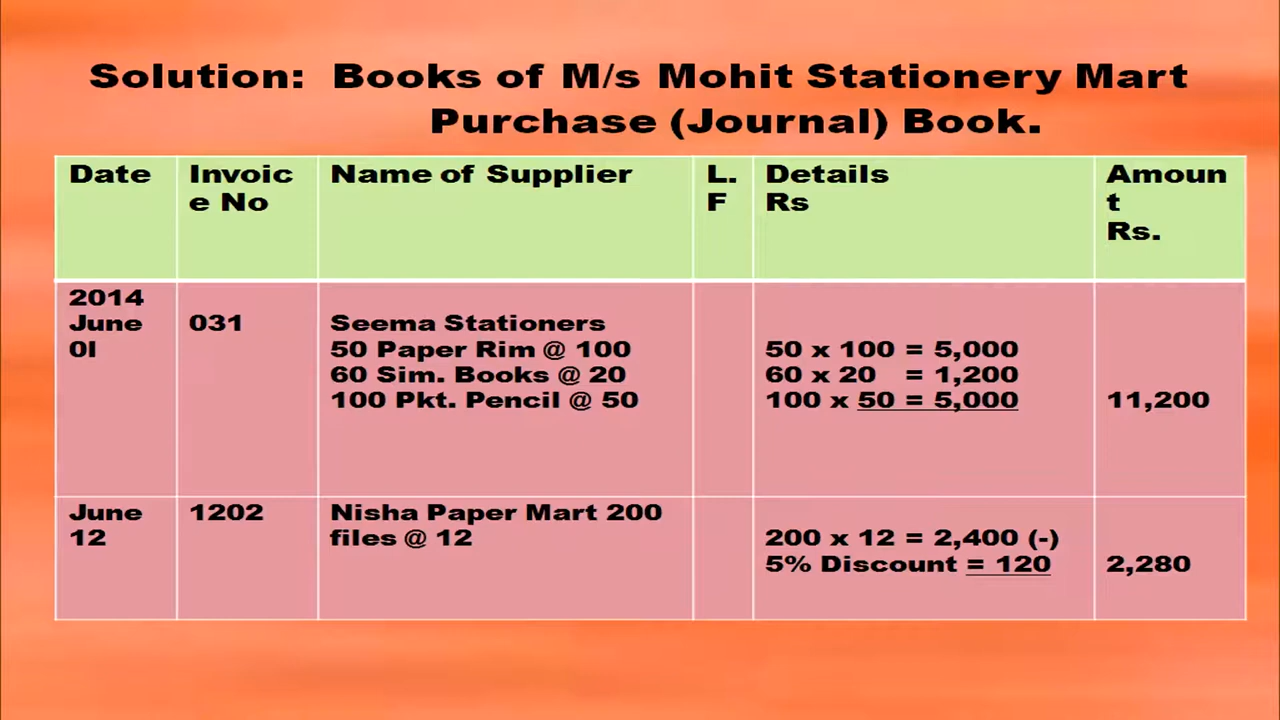 Solution: Books of M/s Mohit Stationery Mart
Purchase (Journal) Book.
Date
Invoic
e No
Name of Supplier
L.
F
Details
Rs
Amoun
t
Rs.
2014
June
0l
031
Seema Stationers
50 Paper Rim @ 100
60 Sim. Books @ 20
100 Pkt. Pencil @ 50
50 x 100 = 5,000
60 x 20 = 1,200
100 x 50 = 5,000
11,200
June
12
1202
Nisha Paper Mart 200
files @ 12
200 x 12 = 2,400 (-)
5% Discount = 120
2,280